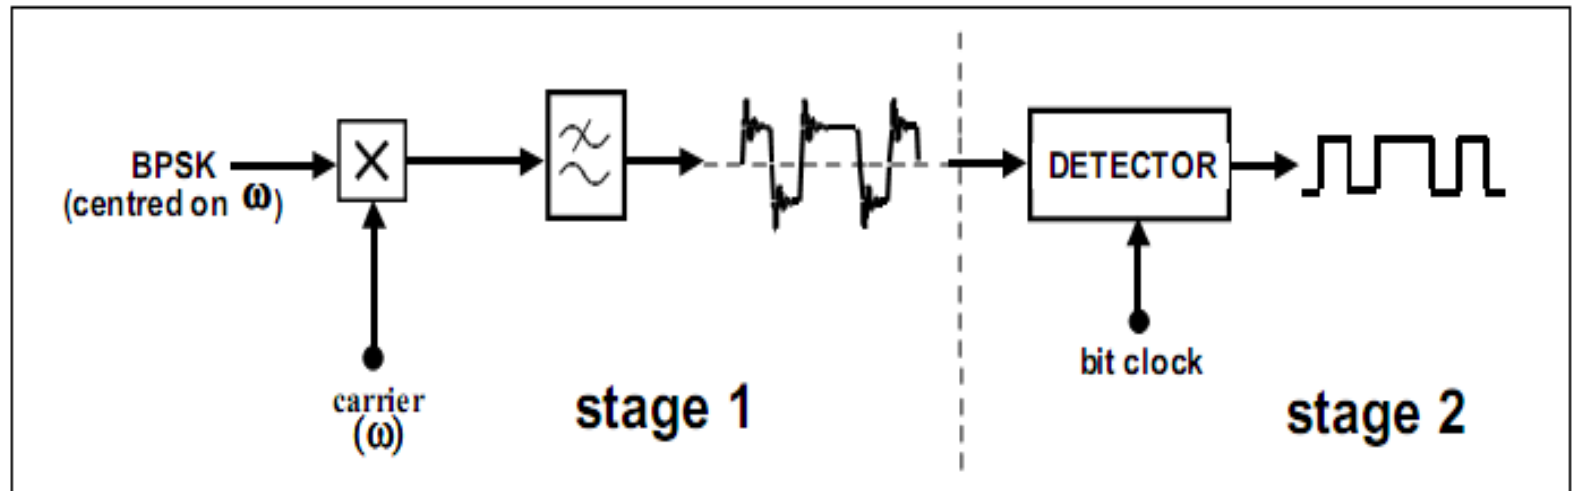 BPSK
(centred on ω)
carrier
(ω)
stage 1
DETECTOR
bit clock
stage 2